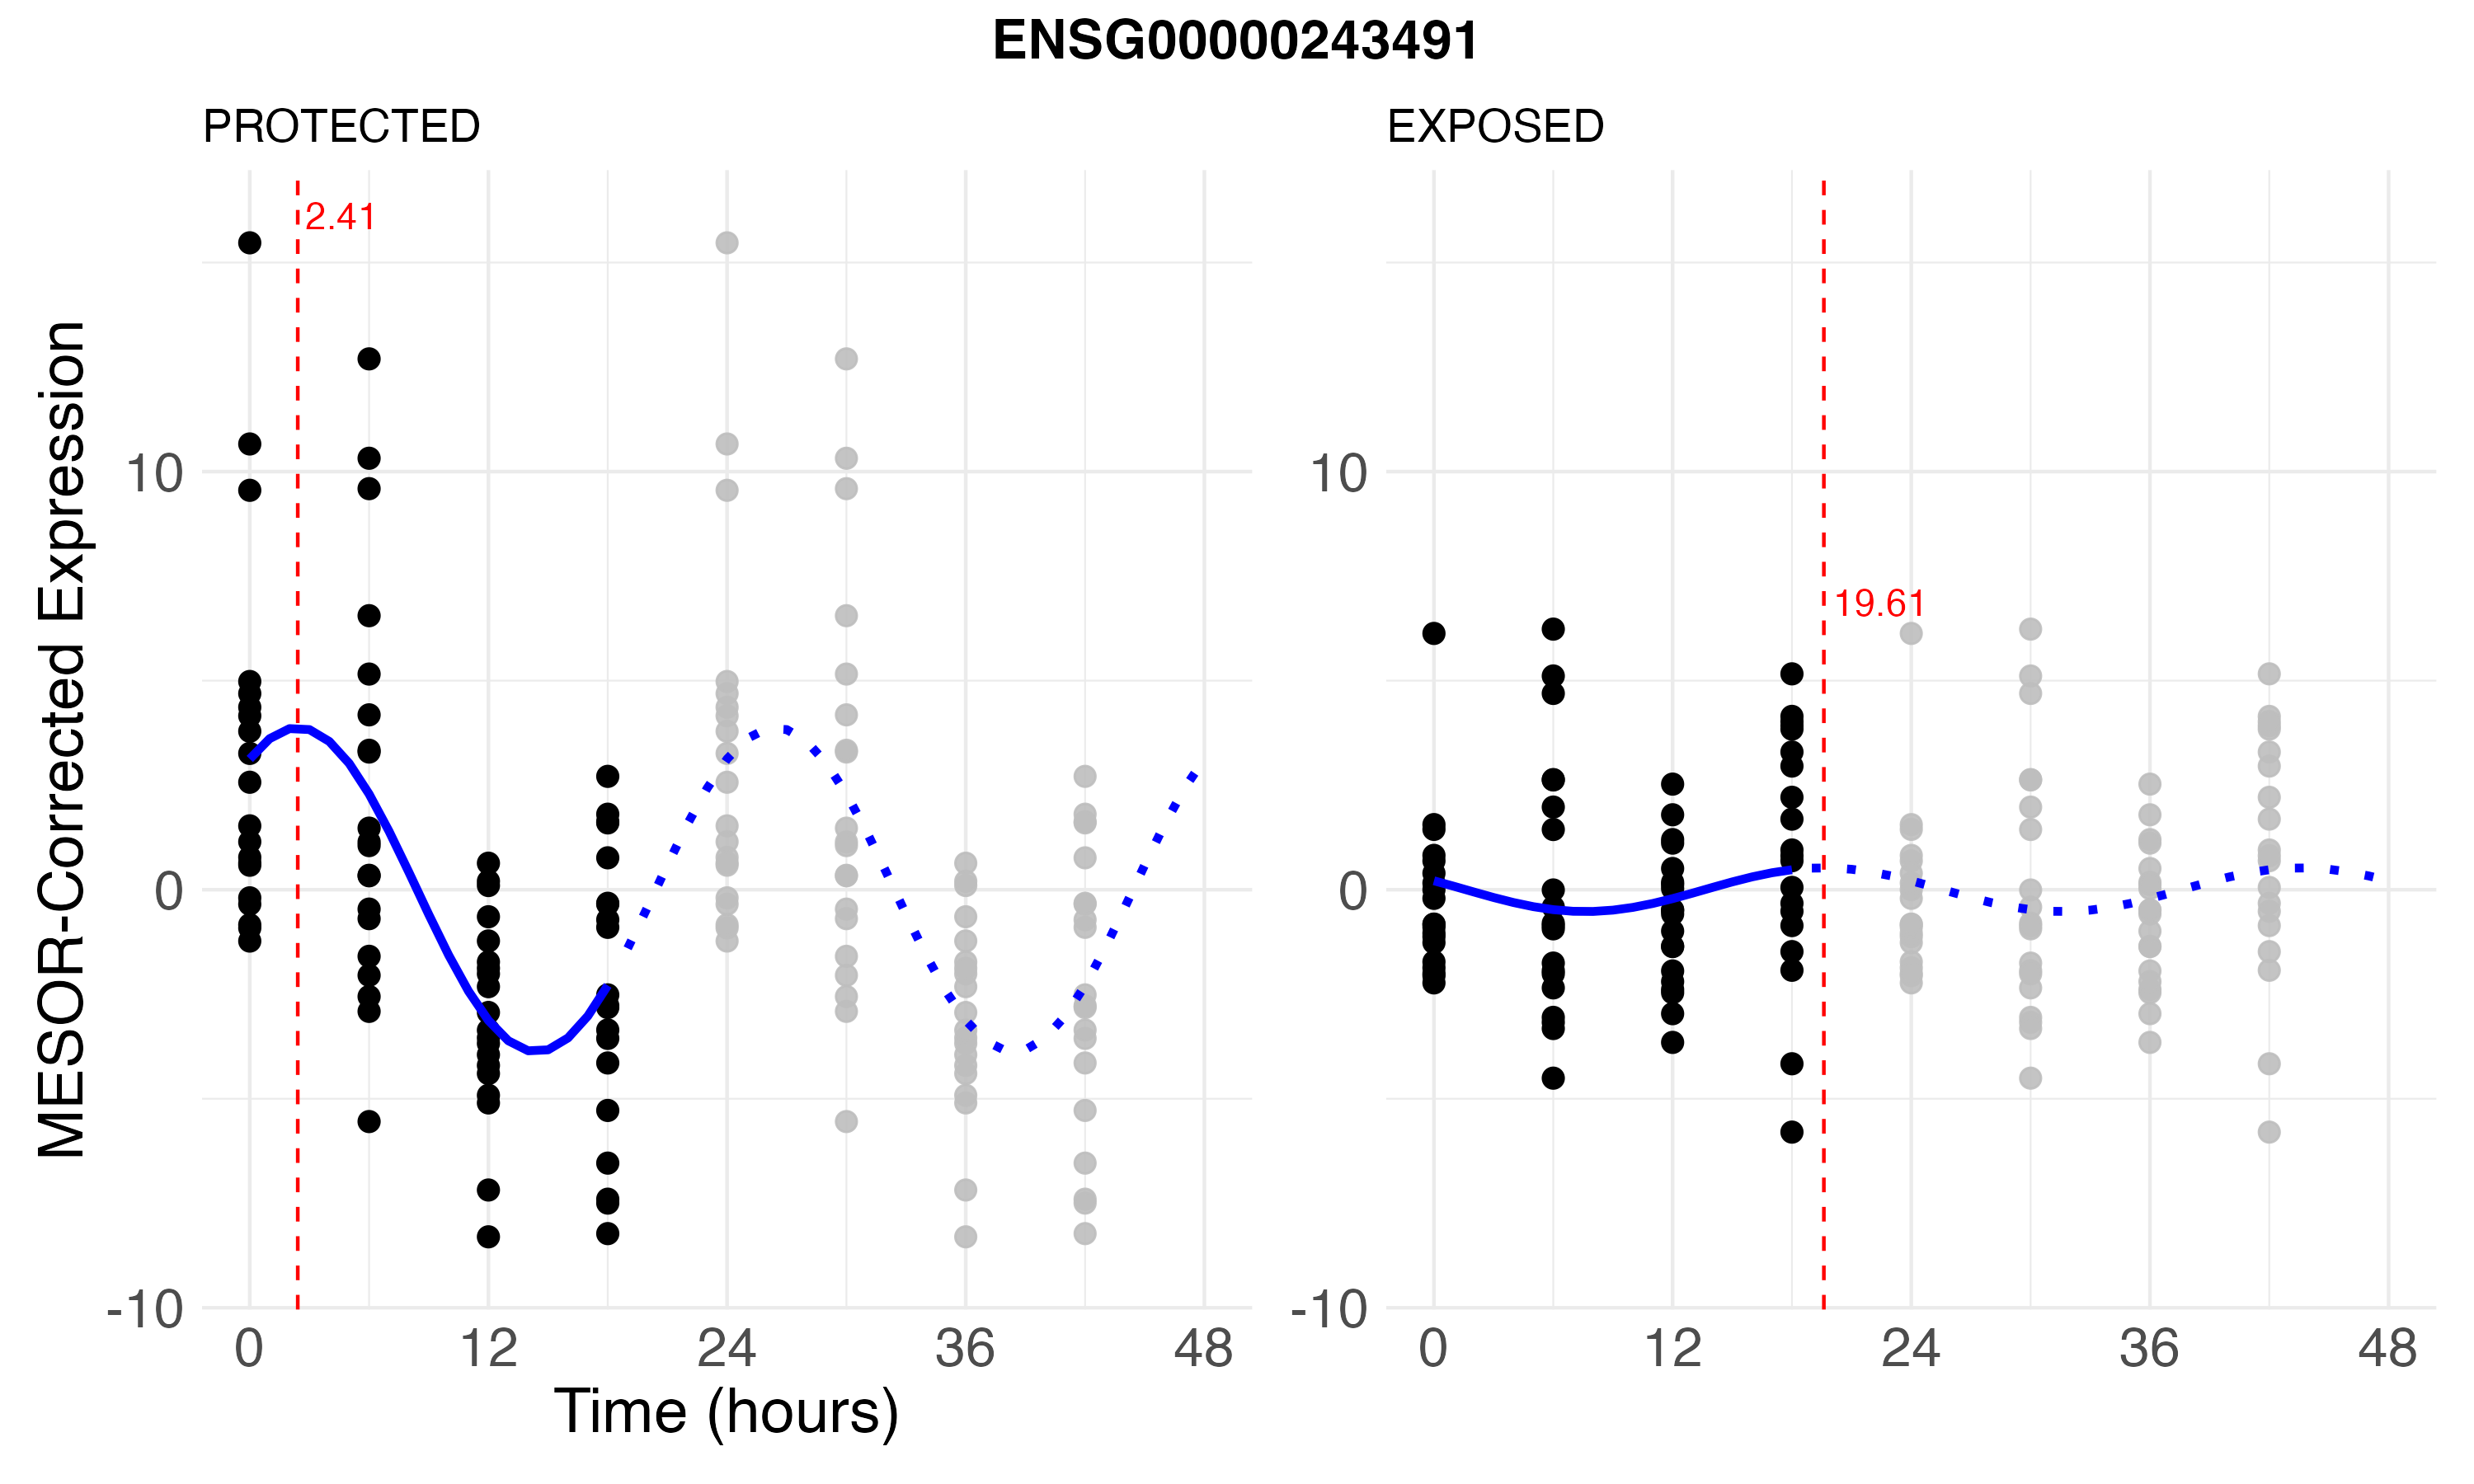 ENSG00000243491
PROTECTED
EXPOSED
MESOR-Corrected Expression
2.41
10
0
-10
0 12 24 36 48
19.61
10
0
-10
0 12 24 36 48
Time (hours)